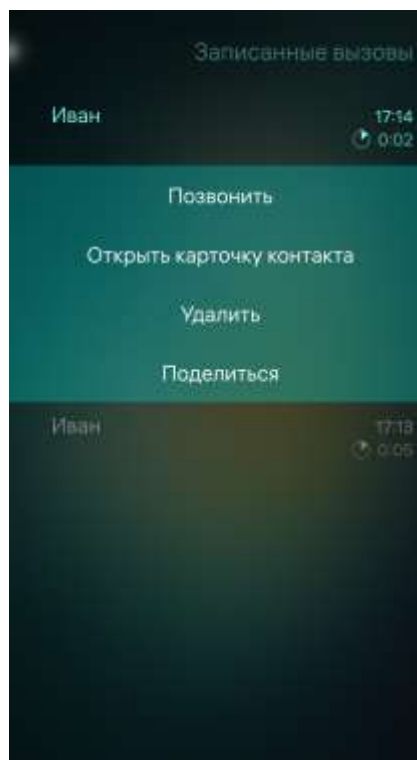 Записанные вызовы
Иван 17:14
0:02
Позвонить
Открыть карточку контакта
Удалить
Поделиться
Иван 17:13
0:05